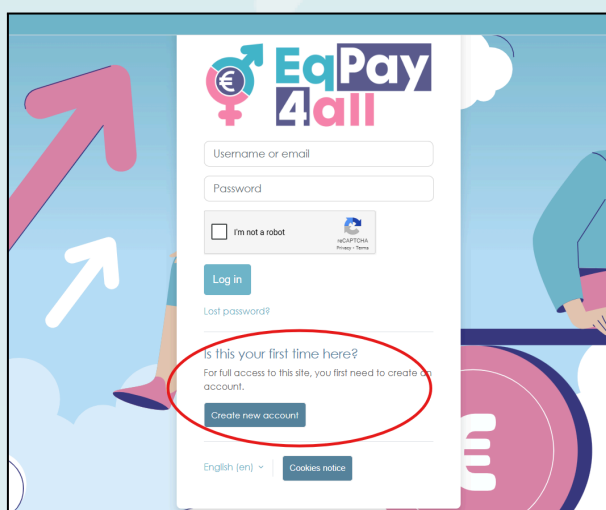 EqPay
4all
Username or email
Password
I'm not a robot
reCAPTCHA
Privacy - Terms
Log in
Lost password?
Is this your first time here?
For full access to this site, you first need to create an
account.
Create new account
English (en)
Cookies notice